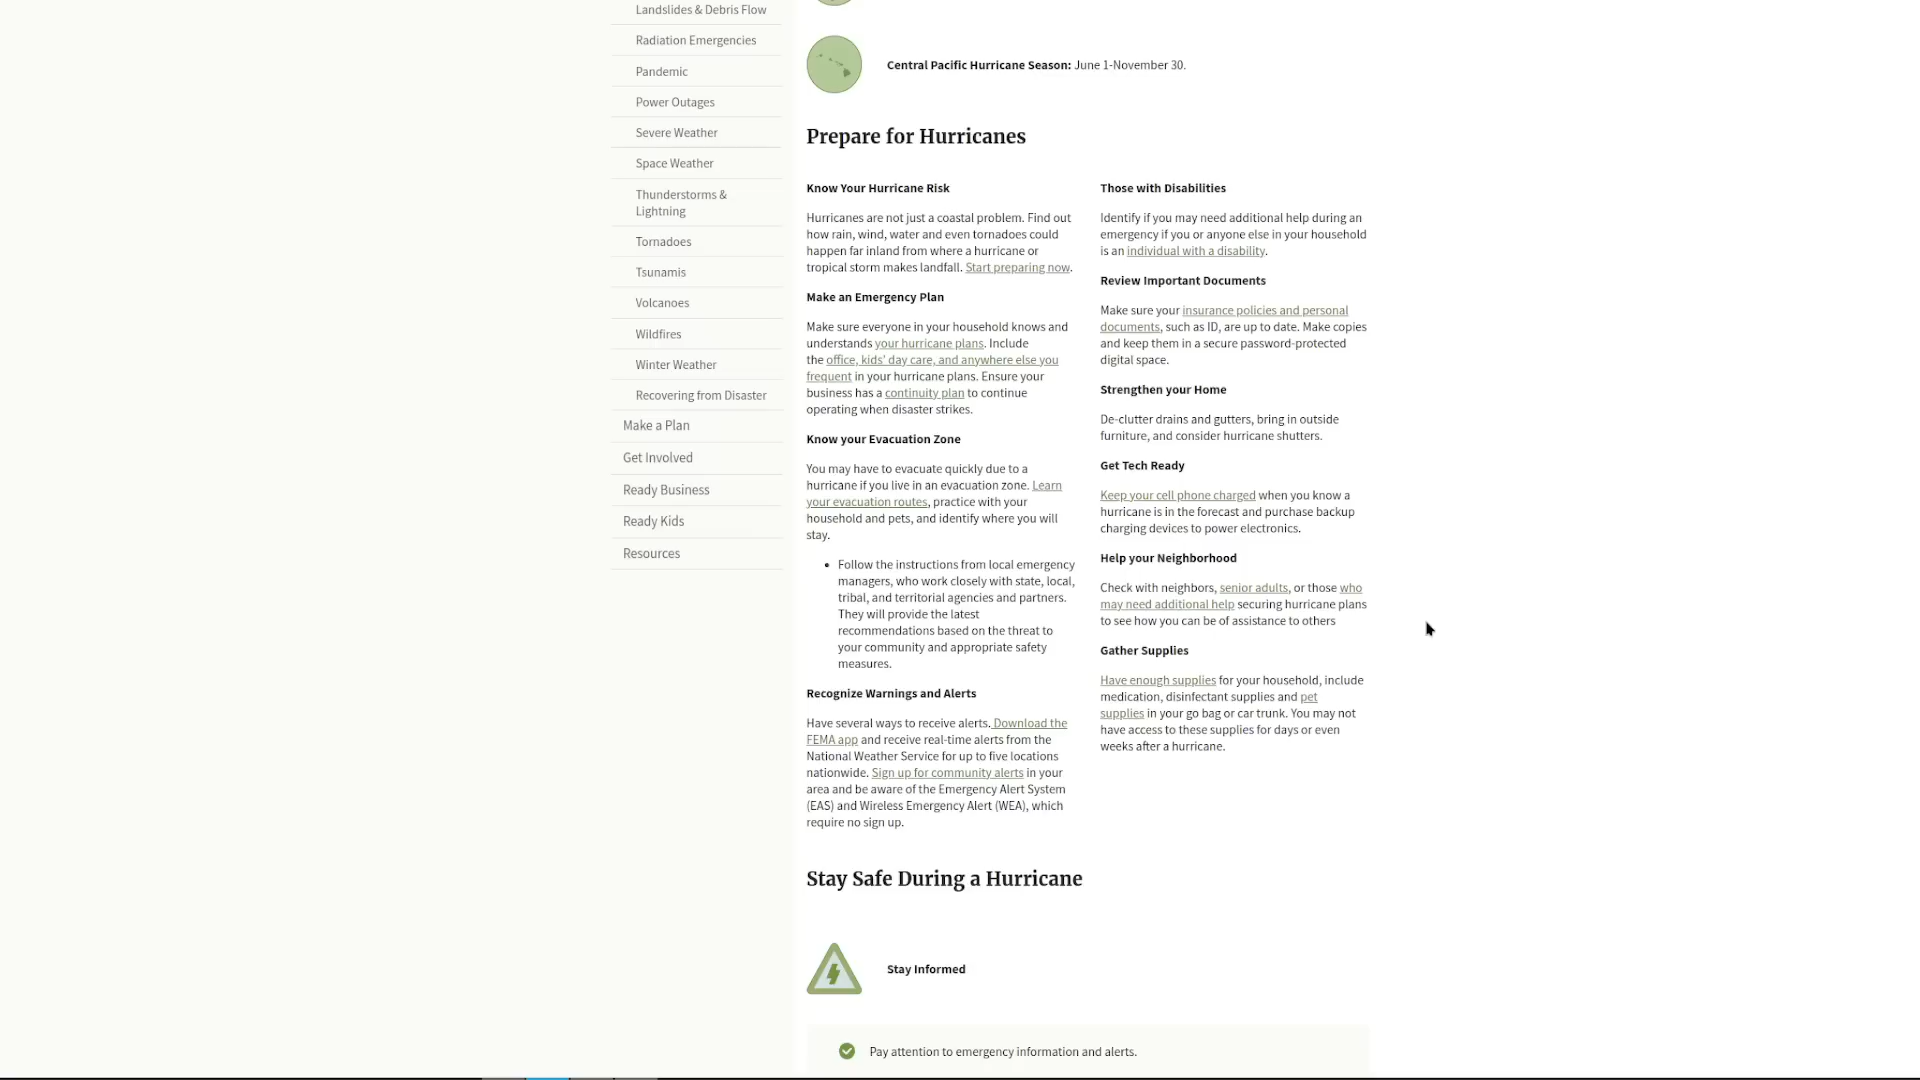 Landslides & Debris Flow
Radiation Emergencies
Pandemic
Power Outages
Severe Weather
Space Weather
Thunderstorms &
Lightning
Tornadoes
Tsunamis
Volcanoes
Wildfires
Winter Weather
Recovering from Disaster
Make a Plan
Get Involved
Ready Business
Ready Kids
Resources
Central Pacific Hurricane Season: June 1-November 30.
Prepare for Hurricanes
Know Your Hurricane Risk
Hurricanes are not just a coastal problem. Find out
how rain, wind, water and even tornadoes could
happen far inland from where a hurricane or
tropical storm makes landfall. Start preparing now.
Make an Emergency Plan
Make sure everyone in your household knows and
understands your hurricane plans. Include
the office, kids' day care, and anywhere else you
frequent in your hurricane plans. Ensure your
business has a continuity plan to continue
operating when disaster strikes.
Know your Evacuation Zone
You may have to evacuate quickly due to a
hurricane if you live in an evacuation zone. Learn
your evacuation routes, practice with your
household and pets, and identify where you will
stay.
• Follow the instructions from local emergency
managers, who work closely with state, local,
tribal, and territorial agencies and partners.
They will provide the latest
recommendations based on the threat to
your community and appropriate safety
measures.
Recognize Warnings and Alerts
Have several ways to receive alerts. Download the
FEMA app and receive real-time alerts from the
National Weather Service for up to five locations
nationwide. Sign up for community alerts in your
area and be aware of the Emergency Alert System
(EAS) and Wireless Emergency Alert (WEA), which
require no sign up.
Those with Disabilities
Identify if you may need additional help during an
emergency if you or anyone else in your household
is an individual with a disability.
Review Important Documents
Make sure your insurance policies and personal
documents, such as ID, are up to date. Make copies
and keep them in a secure password-protected
digital space.
Strengthen your Home
De-clutter drains and gutters, bring in outside
furniture, and consider hurricane shutters.
Get Tech Ready
Keep your cell phone charged when you know a
hurricane is in the forecast and purchase backup
charging devices to power electronics.
Help your Neighborhood
Check with neighbors, senior adults, or those who
may need additional help securing hurricane plans
to see how you can be of assistance to others
Gather Supplies
Have enough supplies for your household, include
medication, disinfectant supplies and pet
supplies in your go bag or car trunk. You may not
have access to these supplies for days or even
weeks after a hurricane.
Stay Safe During a Hurricane
Stay Informed
Pay attention to emergency information and alerts.